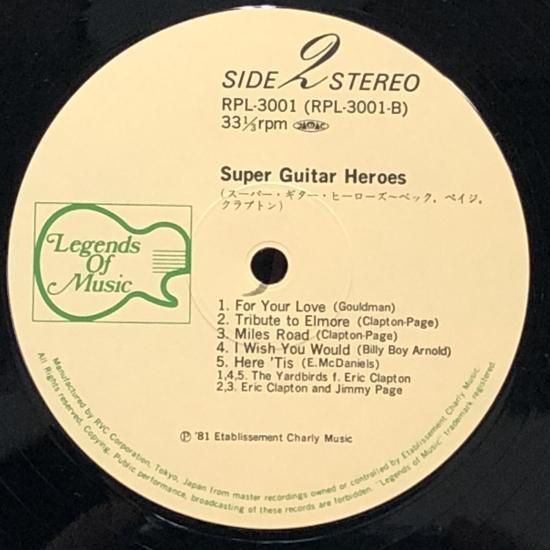 SIDE 2 STEREO
RPL-3001 (RPL-3001-B)
33⅓rpm
Super Guitar Heroes
(スーパー・ギター・ヒーローズ〜ベック, ペイジ,
クラプトン)
Legends
Of
Music
1. For Your Love (Gouldman)
2. Tribute to Elmore (Clapton-Page)
3. Miles Road (Clapton-Page)
4. I Wish You Would (Billy Boy Arnold)
5. Here 'Tis (E.McDaniels)
1,4,5. The Yardbirds f. Eric Clapton
2,3. Eric Clapton and Jimmy Page
Ⓟ '81 Etablissement Charly Music
Manufactured by RVC Corporation, Tokyo, Japan from master recordings owned or controlled by Etablissement Charly Music.
All rights reserved. Copying, Public performance, broadcasting of these records are forbidden. "Legends of Music" trademark registered